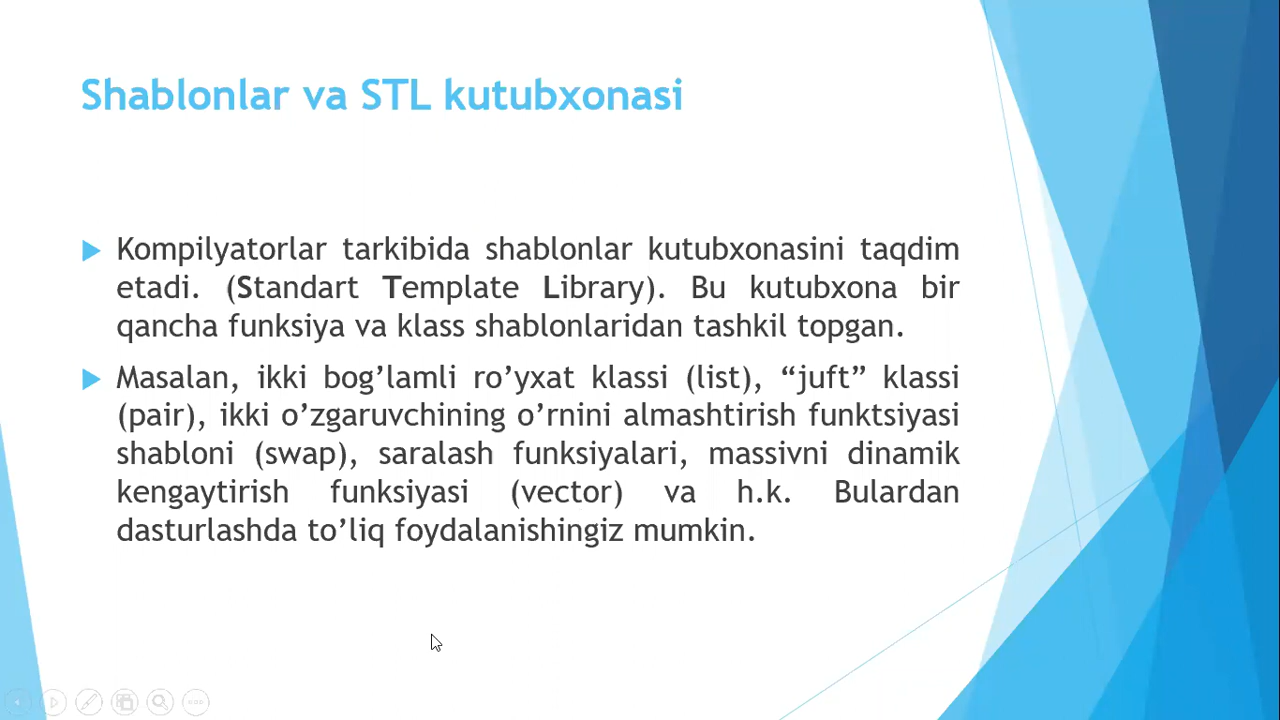 Shablonlar va STL kutubxonasi
Kompilyatorlar tarkibida shablonlar kutubxonasini taqdim
etadi. (Standart Template Library). Bu kutubxona bir
qancha funksiya va klass shablonlaridan tashkil topgan.
Masalan, ikki bog’lamli ro’yxat klassi (list), “juft” klassi
(pair), ikki o’zgaruvchining o’rnini almashtirish funktsiyasi
shabloni (swap), saralash funksiyalari, massivni dinamik
kengaytirish funksiyasi (vector) va h.k. Bulardan
dasturlashda to’liq foydalanishingiz mumkin.